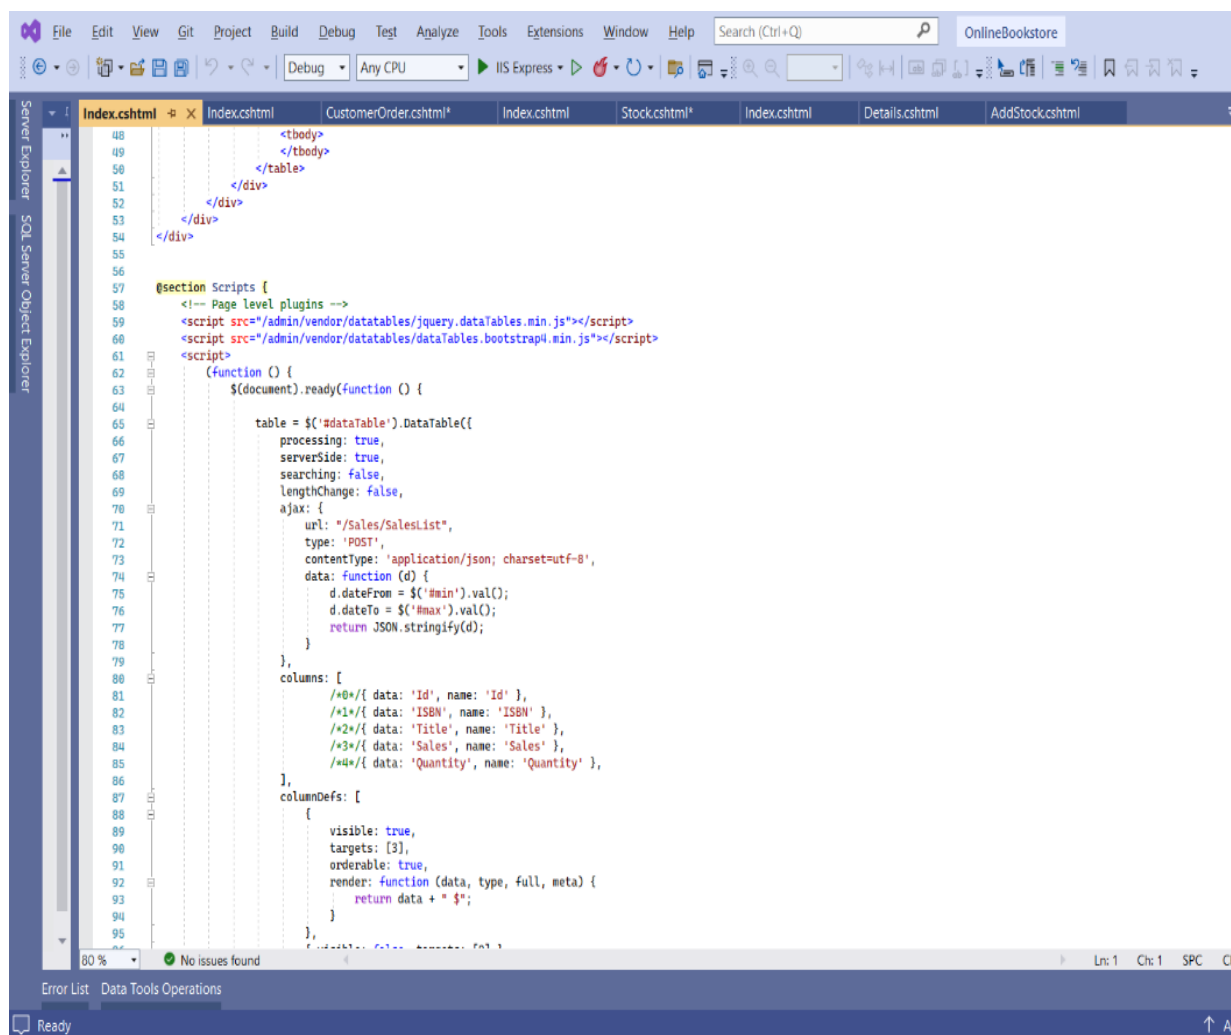 File Edit View Git Project Build Debug Test Analyze Tools Extensions Window Help Search (Ctrl+Q) OnlineBookstore
Debug Any CPU IIS Express
Server Explorer
SQL Server Object Explorer
Index.cshtml Index.cshtml CustomerOrder.cshtml* Index.cshtml Stock.cshtml* Index.cshtml Details.cshtml AddStock.cshtml
48 <tbody>
49 </tbody>
50 </table>
51 </div>
52 </div>
53 </div>
54 </div>
55
56
57 @section Scripts {
58 <!-- Page level plugins -->
59 <script src="/admin/vendor/datatables/jquery.dataTables.min.js"></script>
60 <script src="/admin/vendor/datatables/dataTables.bootstrap4.min.js"></script>
61 <script>
62 (function () {
63 $(document).ready(function () {
64
65 table = $('#dataTable').DataTable({
66 processing: true,
67 serverSide: true,
68 searching: false,
69 lengthChange: false,
70 ajax: {
71 url: "/Sales/SalesList",
72 type: 'POST',
73 contentType: 'application/json; charset=utf-8',
74 data: function (d) {
75 d.dateFrom = $('#min').val();
76 d.dateTo = $('#max').val();
77 return JSON.stringify(d);
78 }
79 },
80 columns: [
81 /*0*/{ data: 'Id', name: 'Id' },
82 /*1*/{ data: 'ISBN', name: 'ISBN' },
83 /*2*/{ data: 'Title', name: 'Title' },
84 /*3*/{ data: 'Sales', name: 'Sales' },
85 /*4*/{ data: 'Quantity', name: 'Quantity' },
86 ],
87 columnDefs: [
88 {
89 visible: true,
90 targets: [3],
91 orderable: true,
92 render: function (data, type, full, meta) {
93 return data + " $";
94 }
95 },
80 % No issues found Ln: 1 Ch: 1 SPC
Error List Data Tools Operations
Ready